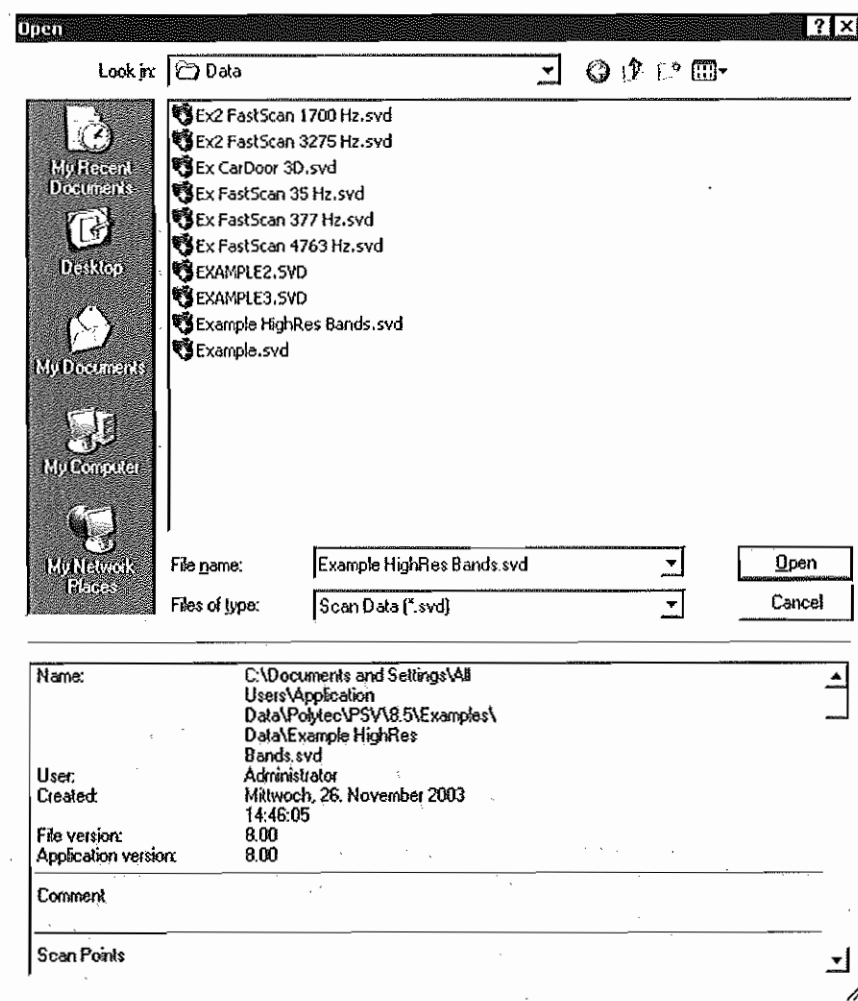 Open
Look in: Data
My Recent
Documents
Desktop
My Documents
My Computer
My Network
Places
Ex2 FastScan 1700 Hz.svd
Ex2 FastScan 3275 Hz.svd
Ex CarDoor 3D.svd
Ex FastScan 35 Hz.svd
Ex FastScan 377 Hz.svd
Ex FastScan 4763 Hz.svd
EXAMPLE2.SVD
EXAMPLE3.SVD
Example HighRes Bands.svd
Example.svd
File name: Example HighRes Bands.svd Open
Files of type: Scan Data (*.svd) Cancel
Name: C:\Documents and Settings\All
Users\Application
Data\Polytec\PSV\8.5\Examples\
Data\Example HighRes
Bands.svd
User: Administrator
Created: Mittwoch, 26. November 2003
14:46:05
File version: 8.00
Application version: 8.00
Comment
Scan Points